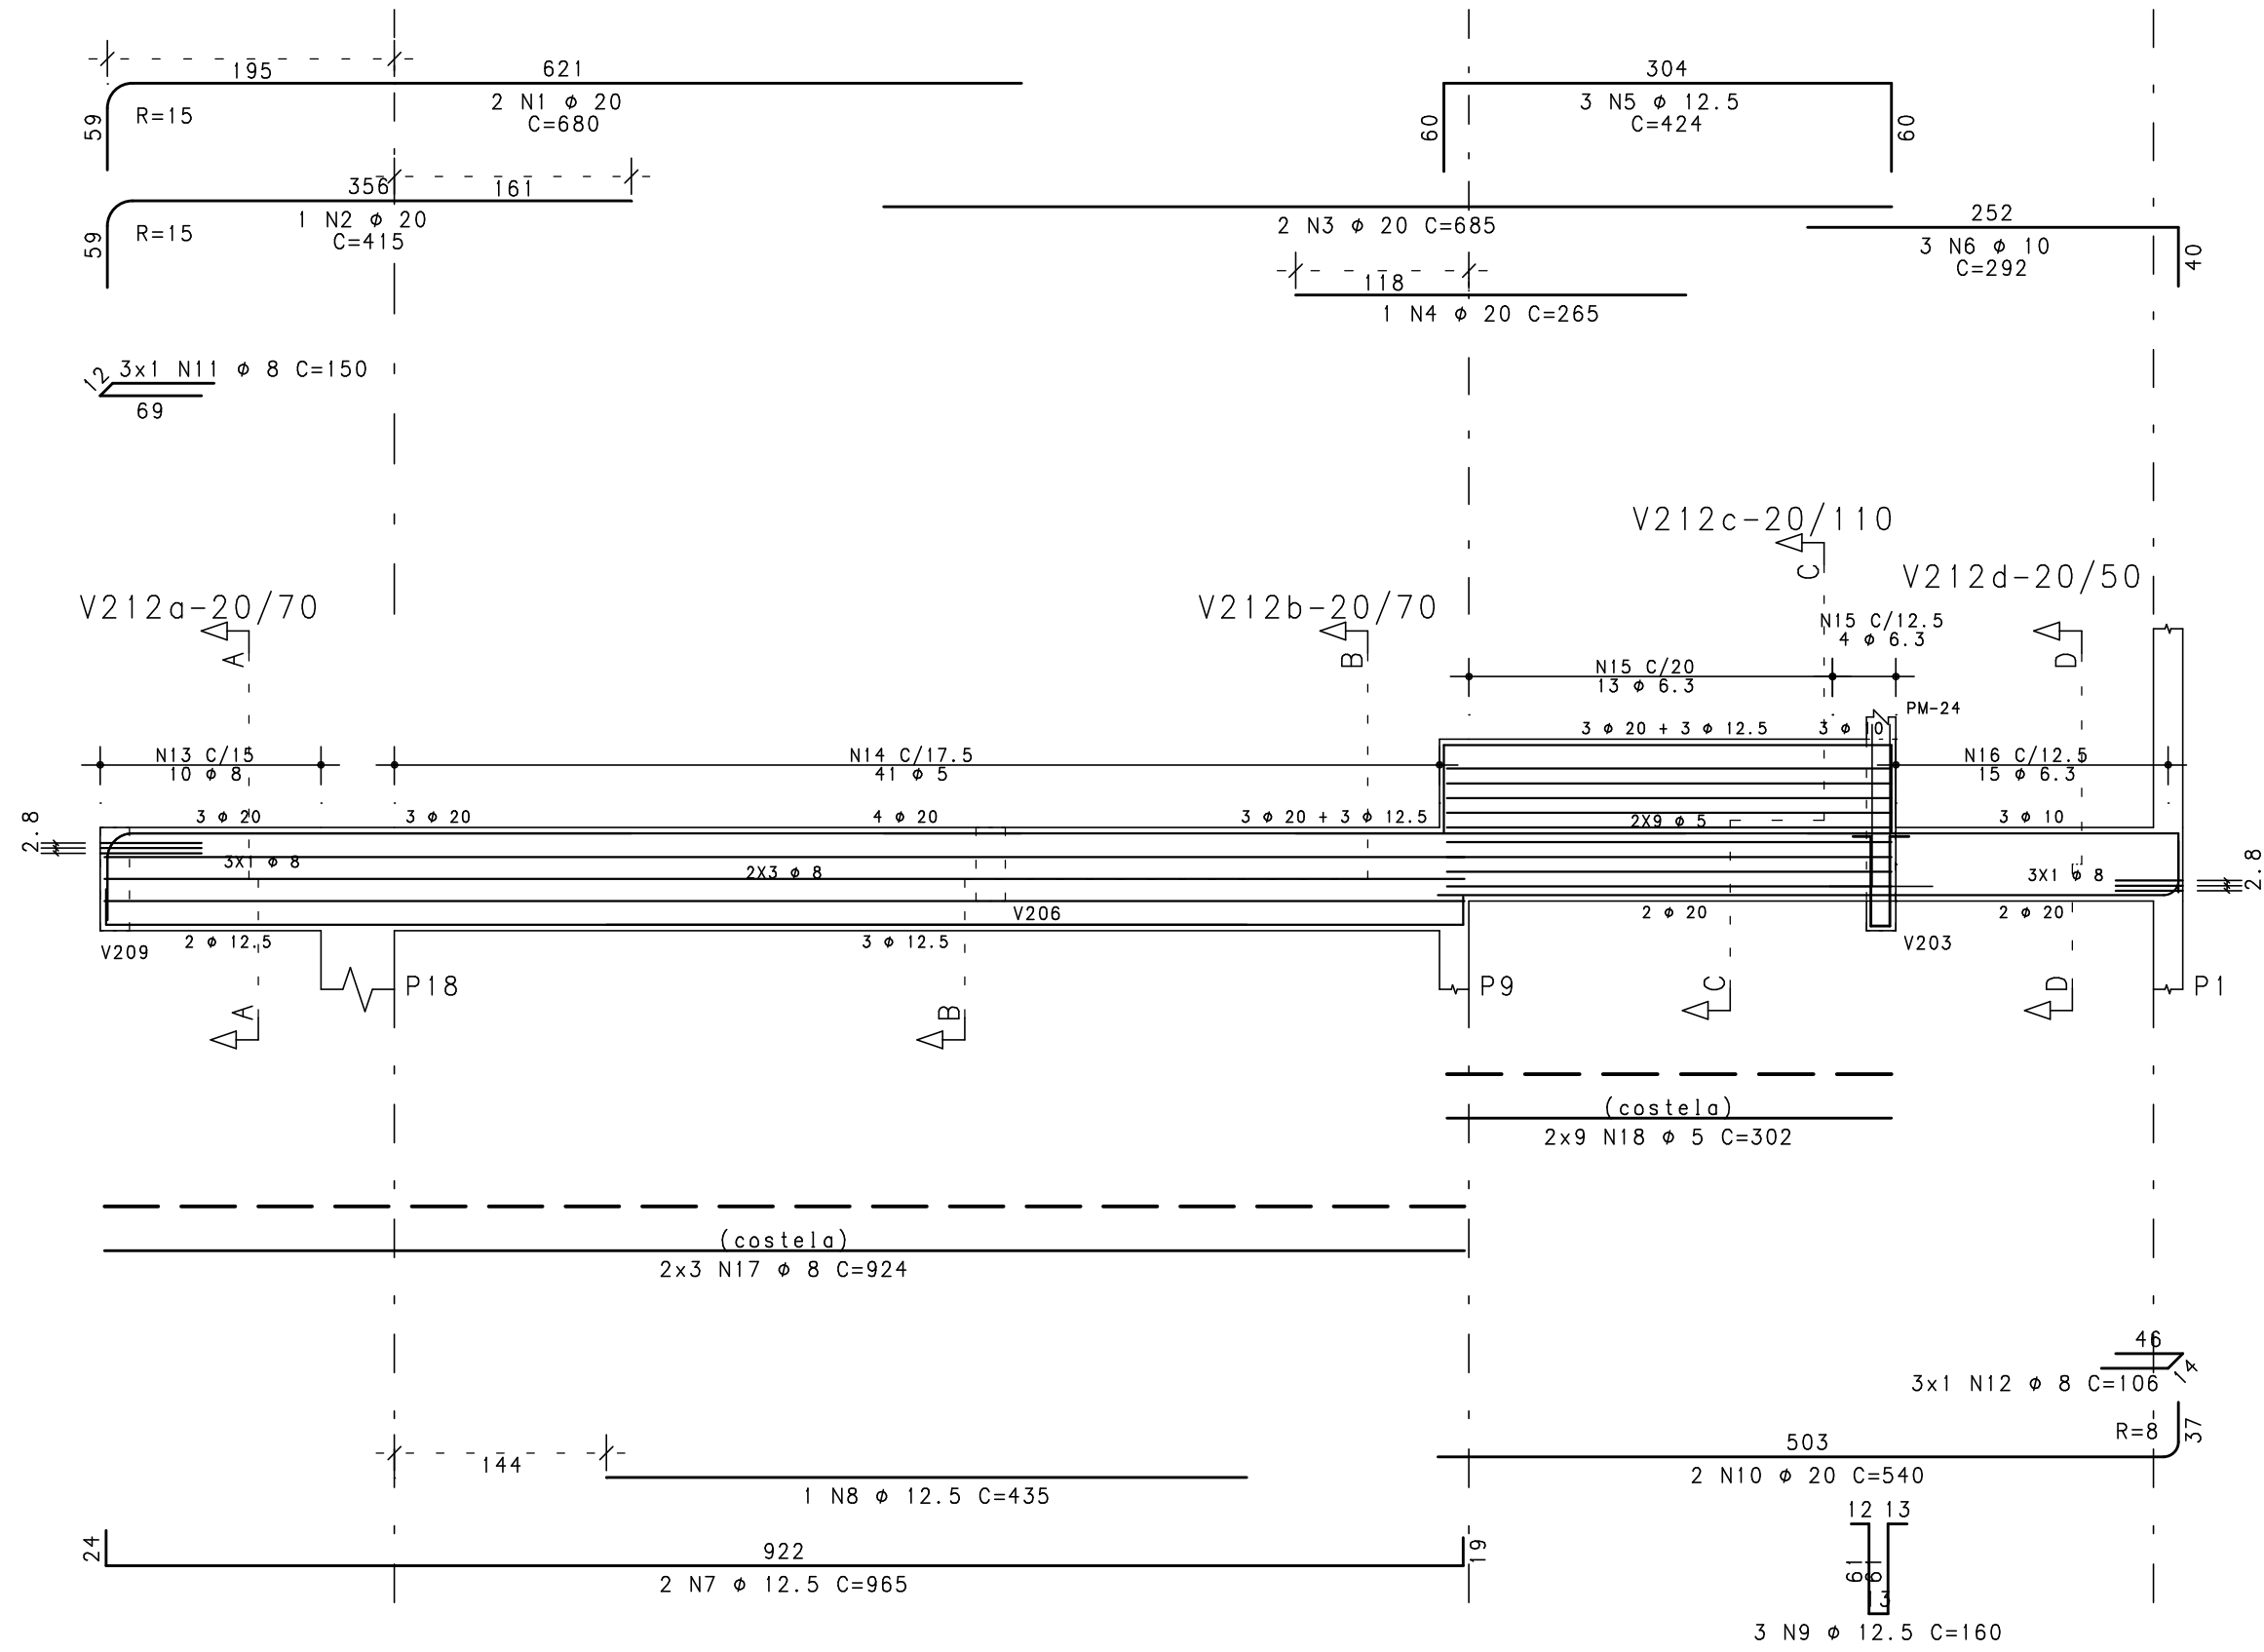 195
621
304
2 N1 ϕ 20
C=680
3 N5 ϕ 12.5
C=424
R=15
59
60
60
356
161
1 N2 ϕ 20
C=415
R=15
59
2 N3 ϕ 20 C=685
252
3 N6 ϕ 10
C=292
40
118
1 N4 ϕ 20 C=265
12
3x1 N11 ϕ 8 C=150
69
V212c-20/110
C
V212d-20/50
V212a-20/70
V212b-20/70
N15 C/12.5
4 ϕ 6.3
A
B
D
N15 C/20
13 ϕ 6.3
PM-24
3 ϕ 20 + 3 ϕ 12.5
3 ϕ 10
N13 C/15
10 ϕ 8
N14 C/17.5
41 ϕ 5
N16 C/12.5
15 ϕ 6.3
2.8
3 ϕ 20
3 ϕ 20
4 ϕ 20
3 ϕ 20 + 3 ϕ 12.5
2X9 ϕ 5
3 ϕ 10
3X1 ϕ 8
2X3 ϕ 8
3X1 ϕ 8
2.8
V206
2 ϕ 20
2 ϕ 20
V209
2 ϕ 12.5
3 ϕ 12.5
V203
P18
P9
P1
A
B
C
D
(costela)
2x9 N18 ϕ 5 C=302
(costela)
2x3 N17 ϕ 8 C=924
46
14
3x1 N12 ϕ 8 C=106
R=8
37
144
503
2 N10 ϕ 20 C=540
1 N8 ϕ 12.5 C=435
12 13
24
922
19
61
61
13
2 N7 ϕ 12.5 C=965
3 N9 ϕ 12.5 C=160